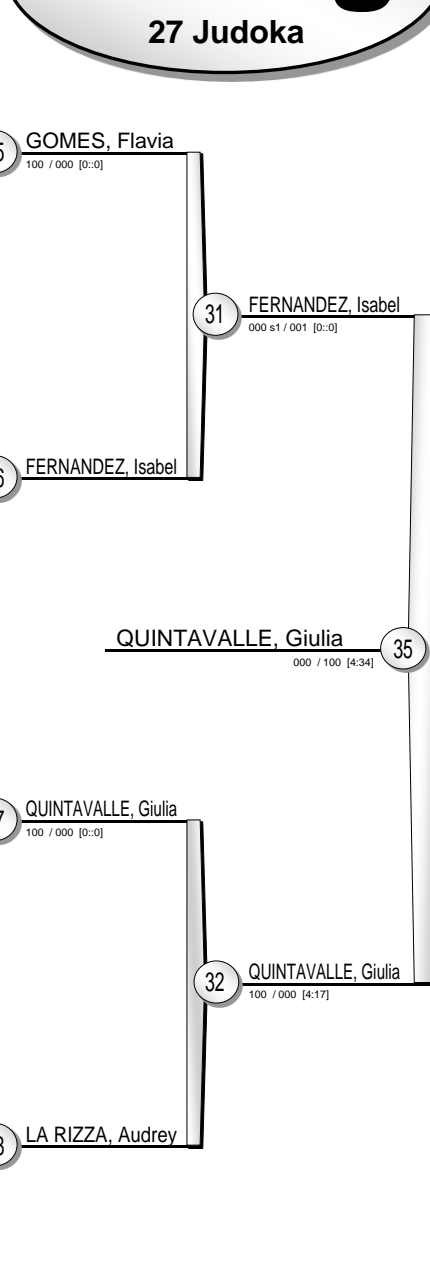 27 Judoka
GOMES, Flavia
100 / 000 [0::0]
31
FERNANDEZ, Isabel
000 s1 / 001 [0::0]
FERNANDEZ, Isabel
QUINTAVALLE, Giulia
35
000 / 100 [4:34]
QUINTAVALLE, Giulia
100 / 000 [0::0]
32
QUINTAVALLE, Giulia
100 / 000 [4:17]
LA RIZZA, Audrey